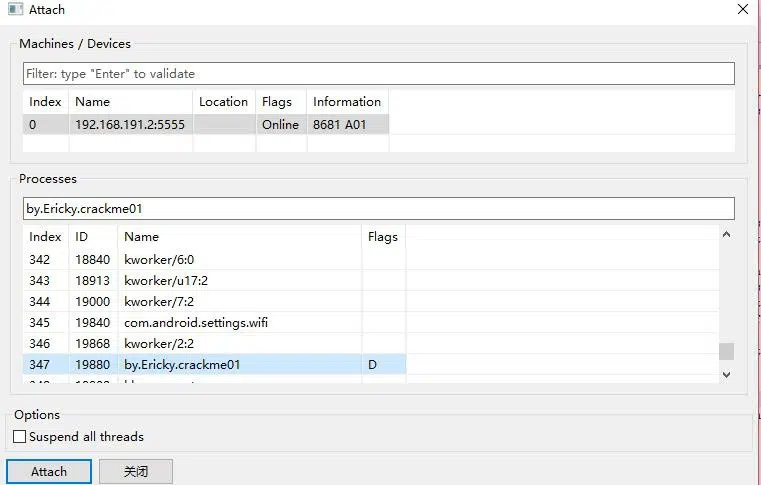 Attach
Machines / Devices
Filter: type "Enter" to validate
Index Name Location Flags Information
0 192.168.191.2:5555 Online 8681 A01
Processes
by.Ericky.crackme01
Index ID Name Flags
342 18840 kworker/6:0
343 18913 kworker/u17:2
344 19000 kworker/7:2
345 19840 com.android.settings.wifi
346 19868 kworker/2:2
347 19880 by.Ericky.crackme01 D
Options
Suspend all threads
Attach 关闭